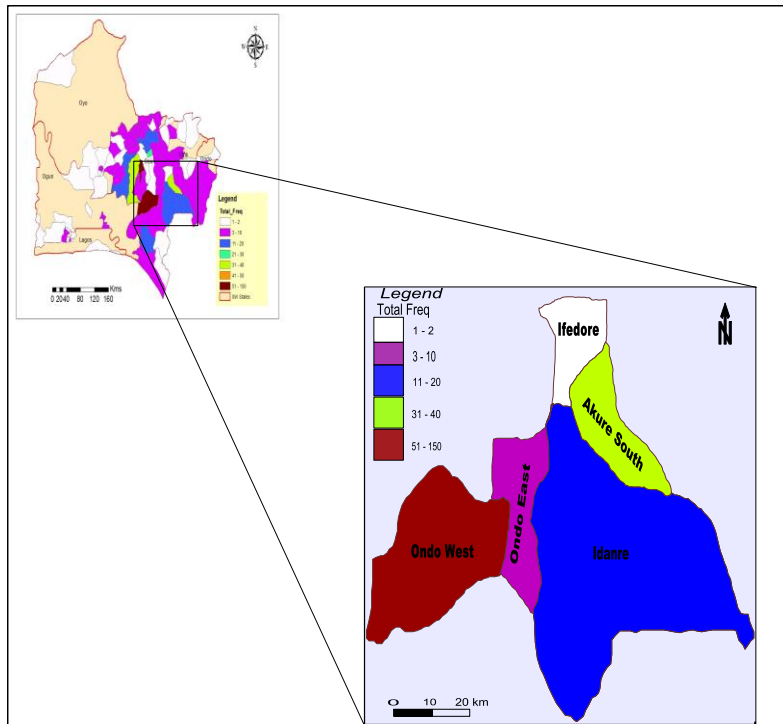 N
W
E
S
Oyo
Ogun
Lagos
Legend
Total_Freq
1 - 2
3 - 10
11 - 20
21 - 30
31 - 40
41 - 50
51 - 150
SW States
Kms
0 20 40 80 120 160
Legend
Total Freq
1 - 2
3 - 10
11 - 20
31 - 40
51 - 150
N
Ifedore
Akure South
Ondo East
Ondo West
Idanre
0 10 20 km